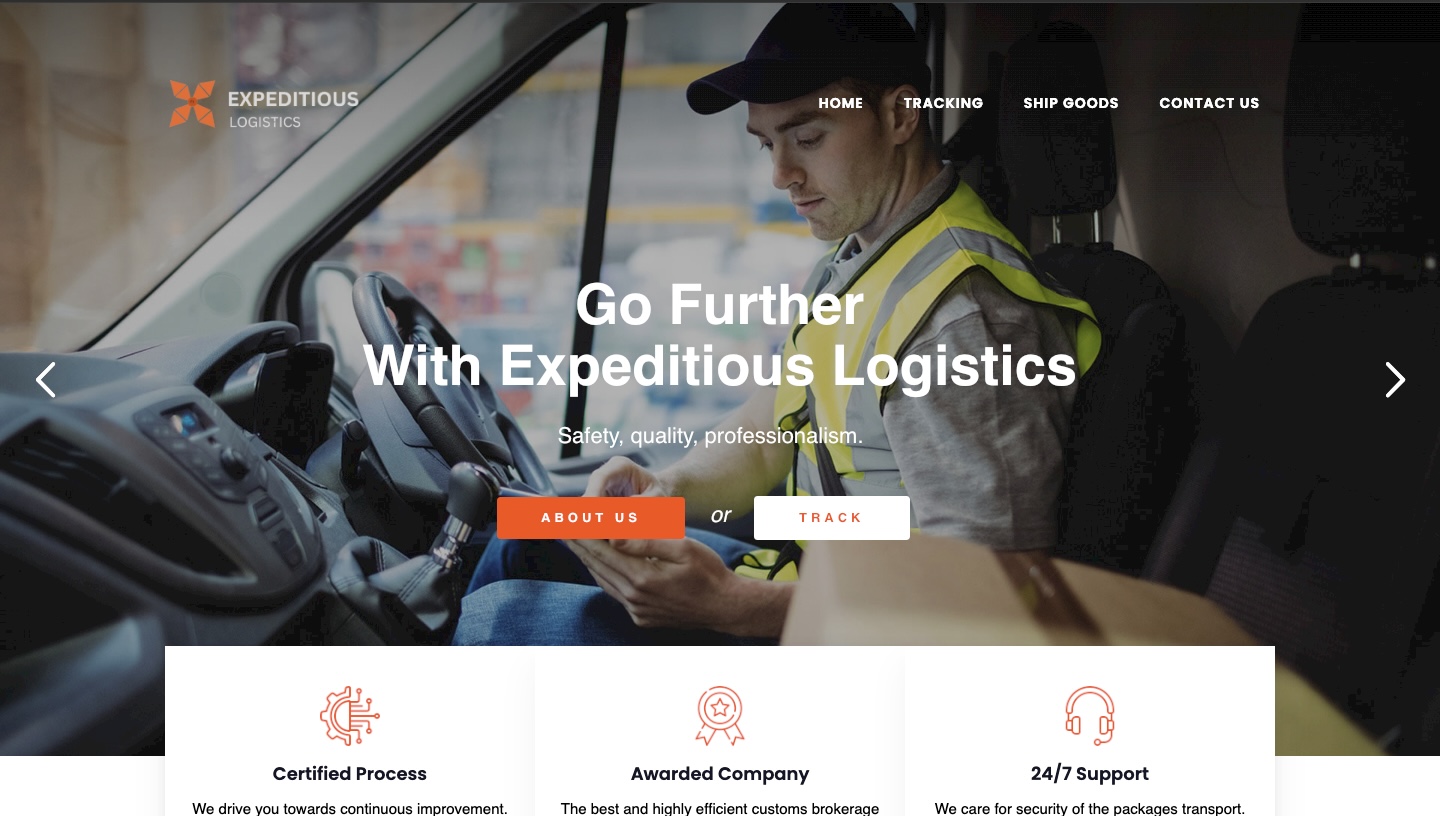 EXPEDITIOUS
LOGISTICS
HOME TRACKING SHIP GOODS CONTACT US
Go Further
With Expeditious Logistics
Safety, quality, professionalism.
ABOUT US or TRACK
Certified Process
We drive you towards continuous improvement.
Awarded Company
The best and highly efficient customs brokerage
24/7 Support
We care for security of the packages transport.